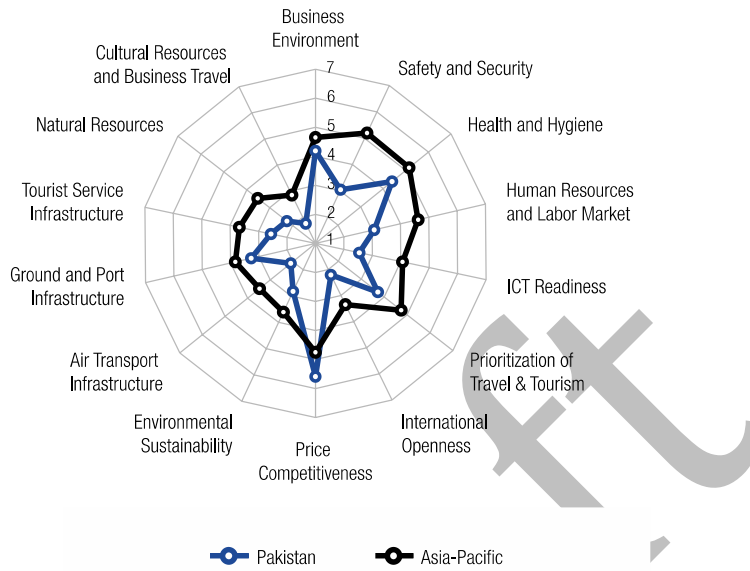 Business
Environment
Cultural Resources
and Business Travel
Safety and Security
Natural Resources
Health and Hygiene
Tourist Service
Infrastructure
Human Resources
and Labor Market
Ground and Port
Infrastructure
ICT Readiness
Air Transport
Infrastructure
Prioritization of
Travel & Tourism
Environmental
Sustainability
International
Openness
Price
Competitiveness
7
6
5
4
3
2
1
Pakistan
Asia-Pacific
ft